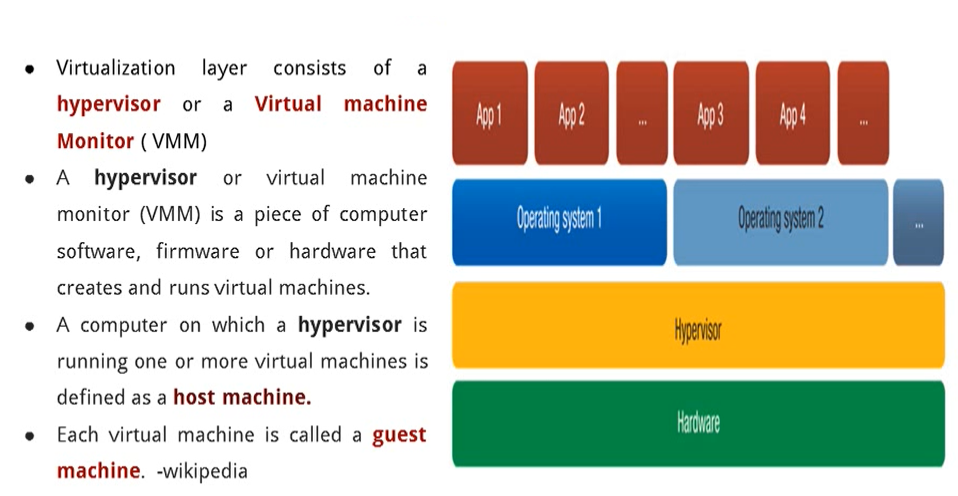 ● Virtualization layer consists of a
hypervisor or a Virtual machine
Monitor ( VMM)
● A hypervisor or virtual machine
monitor (VMM) is a piece of computer
software, firmware or hardware that
creates and runs virtual machines.
● A computer on which a hypervisor is
running one or more virtual machines is
defined as a host machine.
● Each virtual machine is called a guest
machine. -wikipedia
App 1 App 2 ... App 3 App 4 ...
Operating system 1 Operating system 2 ...
Hypervisor
Hardware